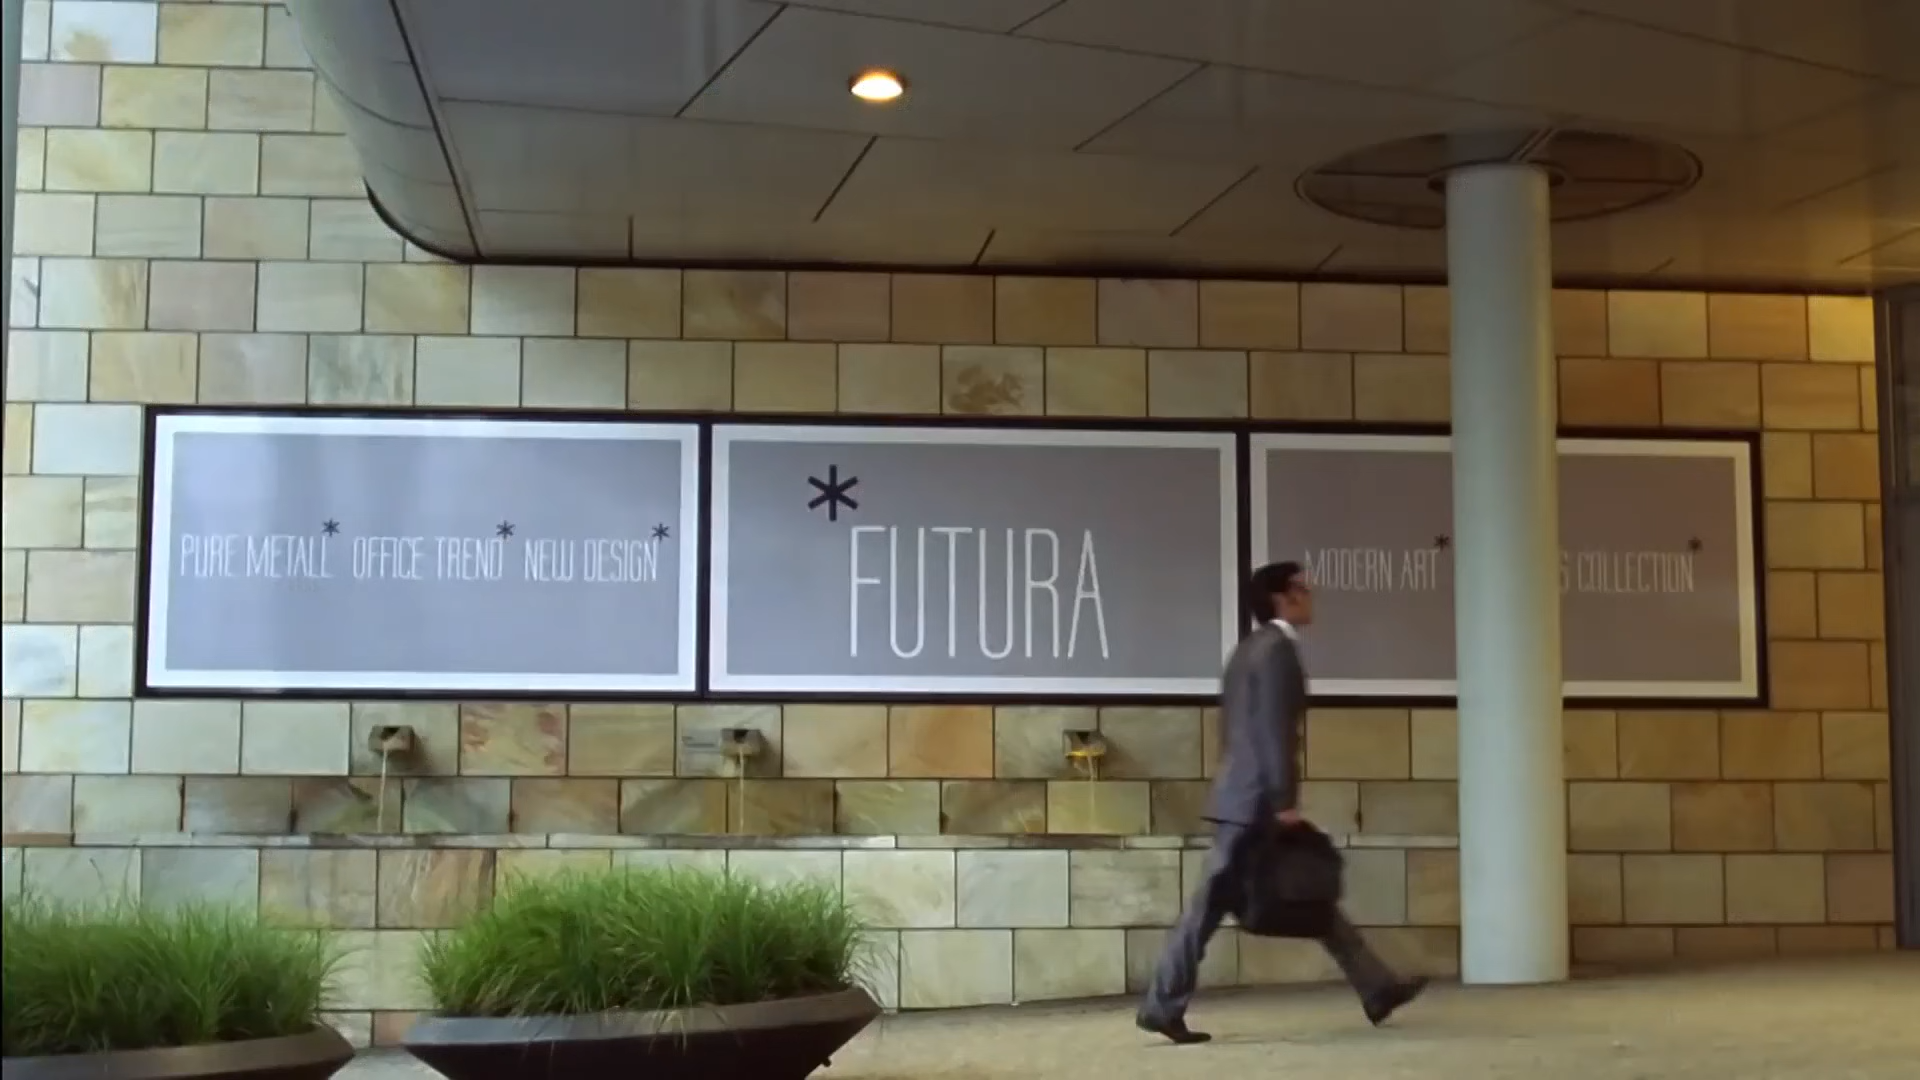 PURE METALL* OFFICE TREND* NEW DESIGN*
*FUTURA
MODERN ART* COLLECTION*